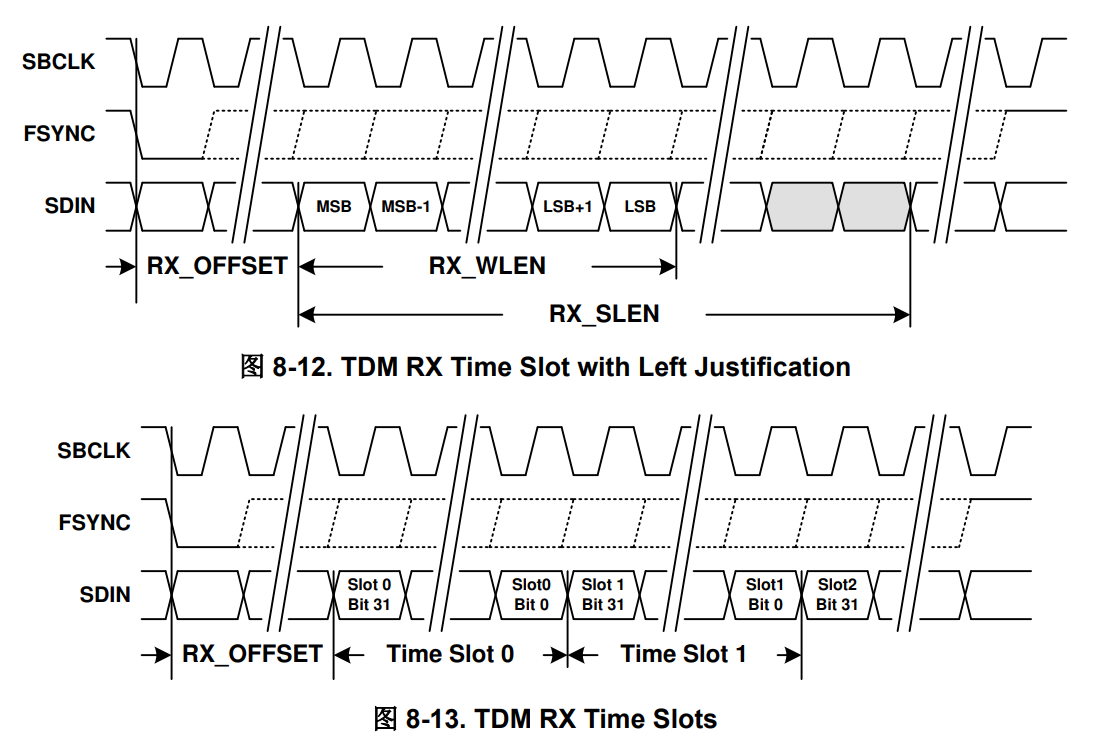 SBCLK
FSYNC
SDIN
MSB
MSB-1
LSB+1
LSB
RX_OFFSET
RX_WLEN
RX_SLEN
图 8-12. TDM RX Time Slot with Left Justification
SBCLK
FSYNC
SDIN
Slot 0
Bit 31
Slot0
Bit 0
Slot 1
Bit 31
Slot1
Bit 0
Slot2
Bit 31
RX_OFFSET
Time Slot 0
Time Slot 1
图 8-13. TDM RX Time Slots